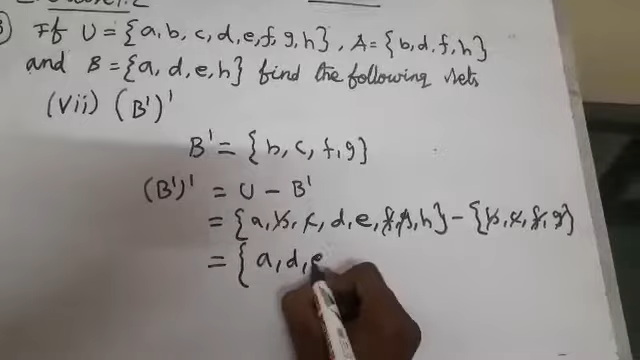 If U = {a, b, c, d, e, f, g, h}, A = {b, d, f, h}
and B = {a, d, e, h} find the following sets
(vii) (B')'
B' = {b, c, f, g}
(B')' = U - B'
= {a, b, c, d, e, f, g, h} - {b, c, f, g}
= {a, d, e